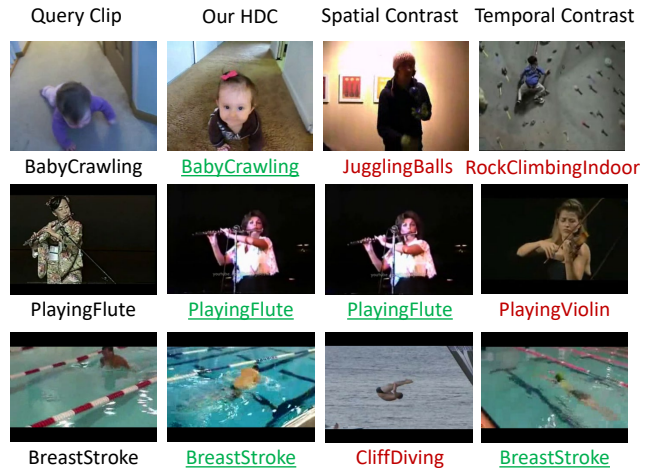 Query Clip Our HDC Spatial Contrast Temporal Contrast
BabyCrawling BabyCrawling JugglingBalls RockClimbingIndoor
PlayingFlute PlayingFlute PlayingFlute PlayingViolin
BreastStroke BreastStroke CliffDiving BreastStroke